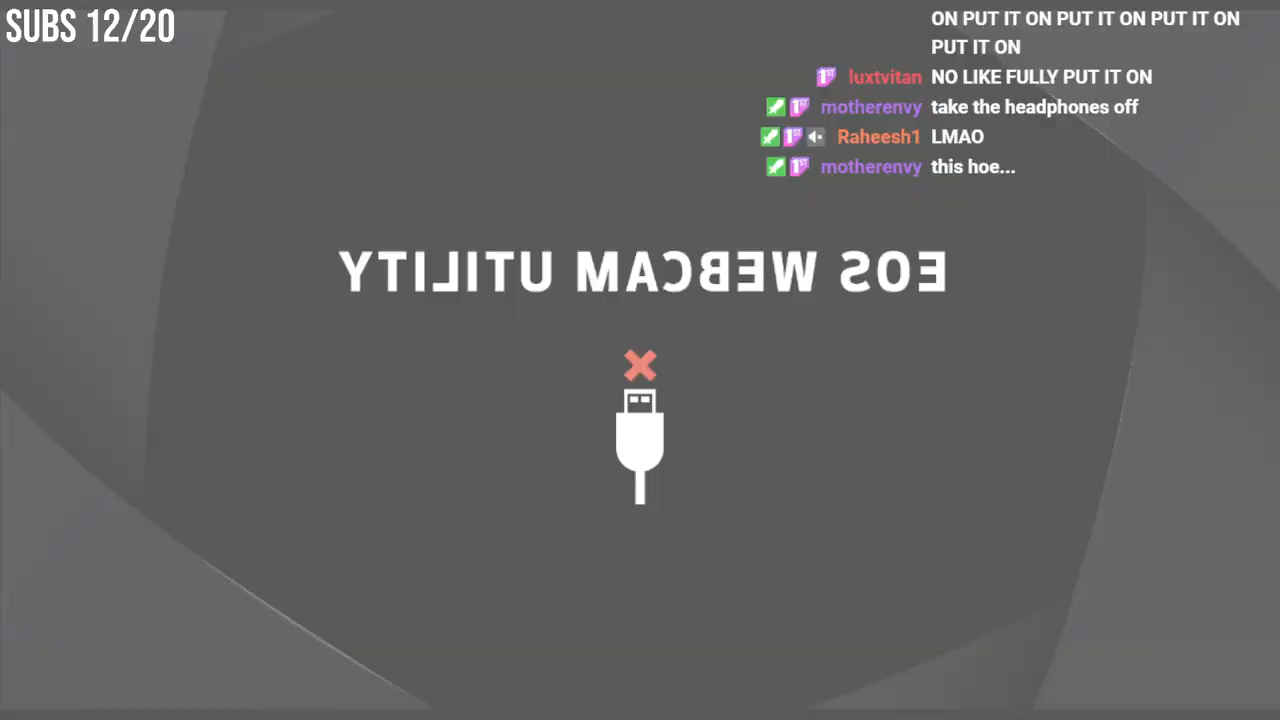 SUBS 12/20
ON PUT IT ON PUT IT ON PUT IT ON
PUT IT ON
luxtvitan NO LIKE FULLY PUT IT ON
motherenvy take the headphones off
Raheesh1 LMAO
motherenvy this hoe...
EOS WEBCAM UTILITY